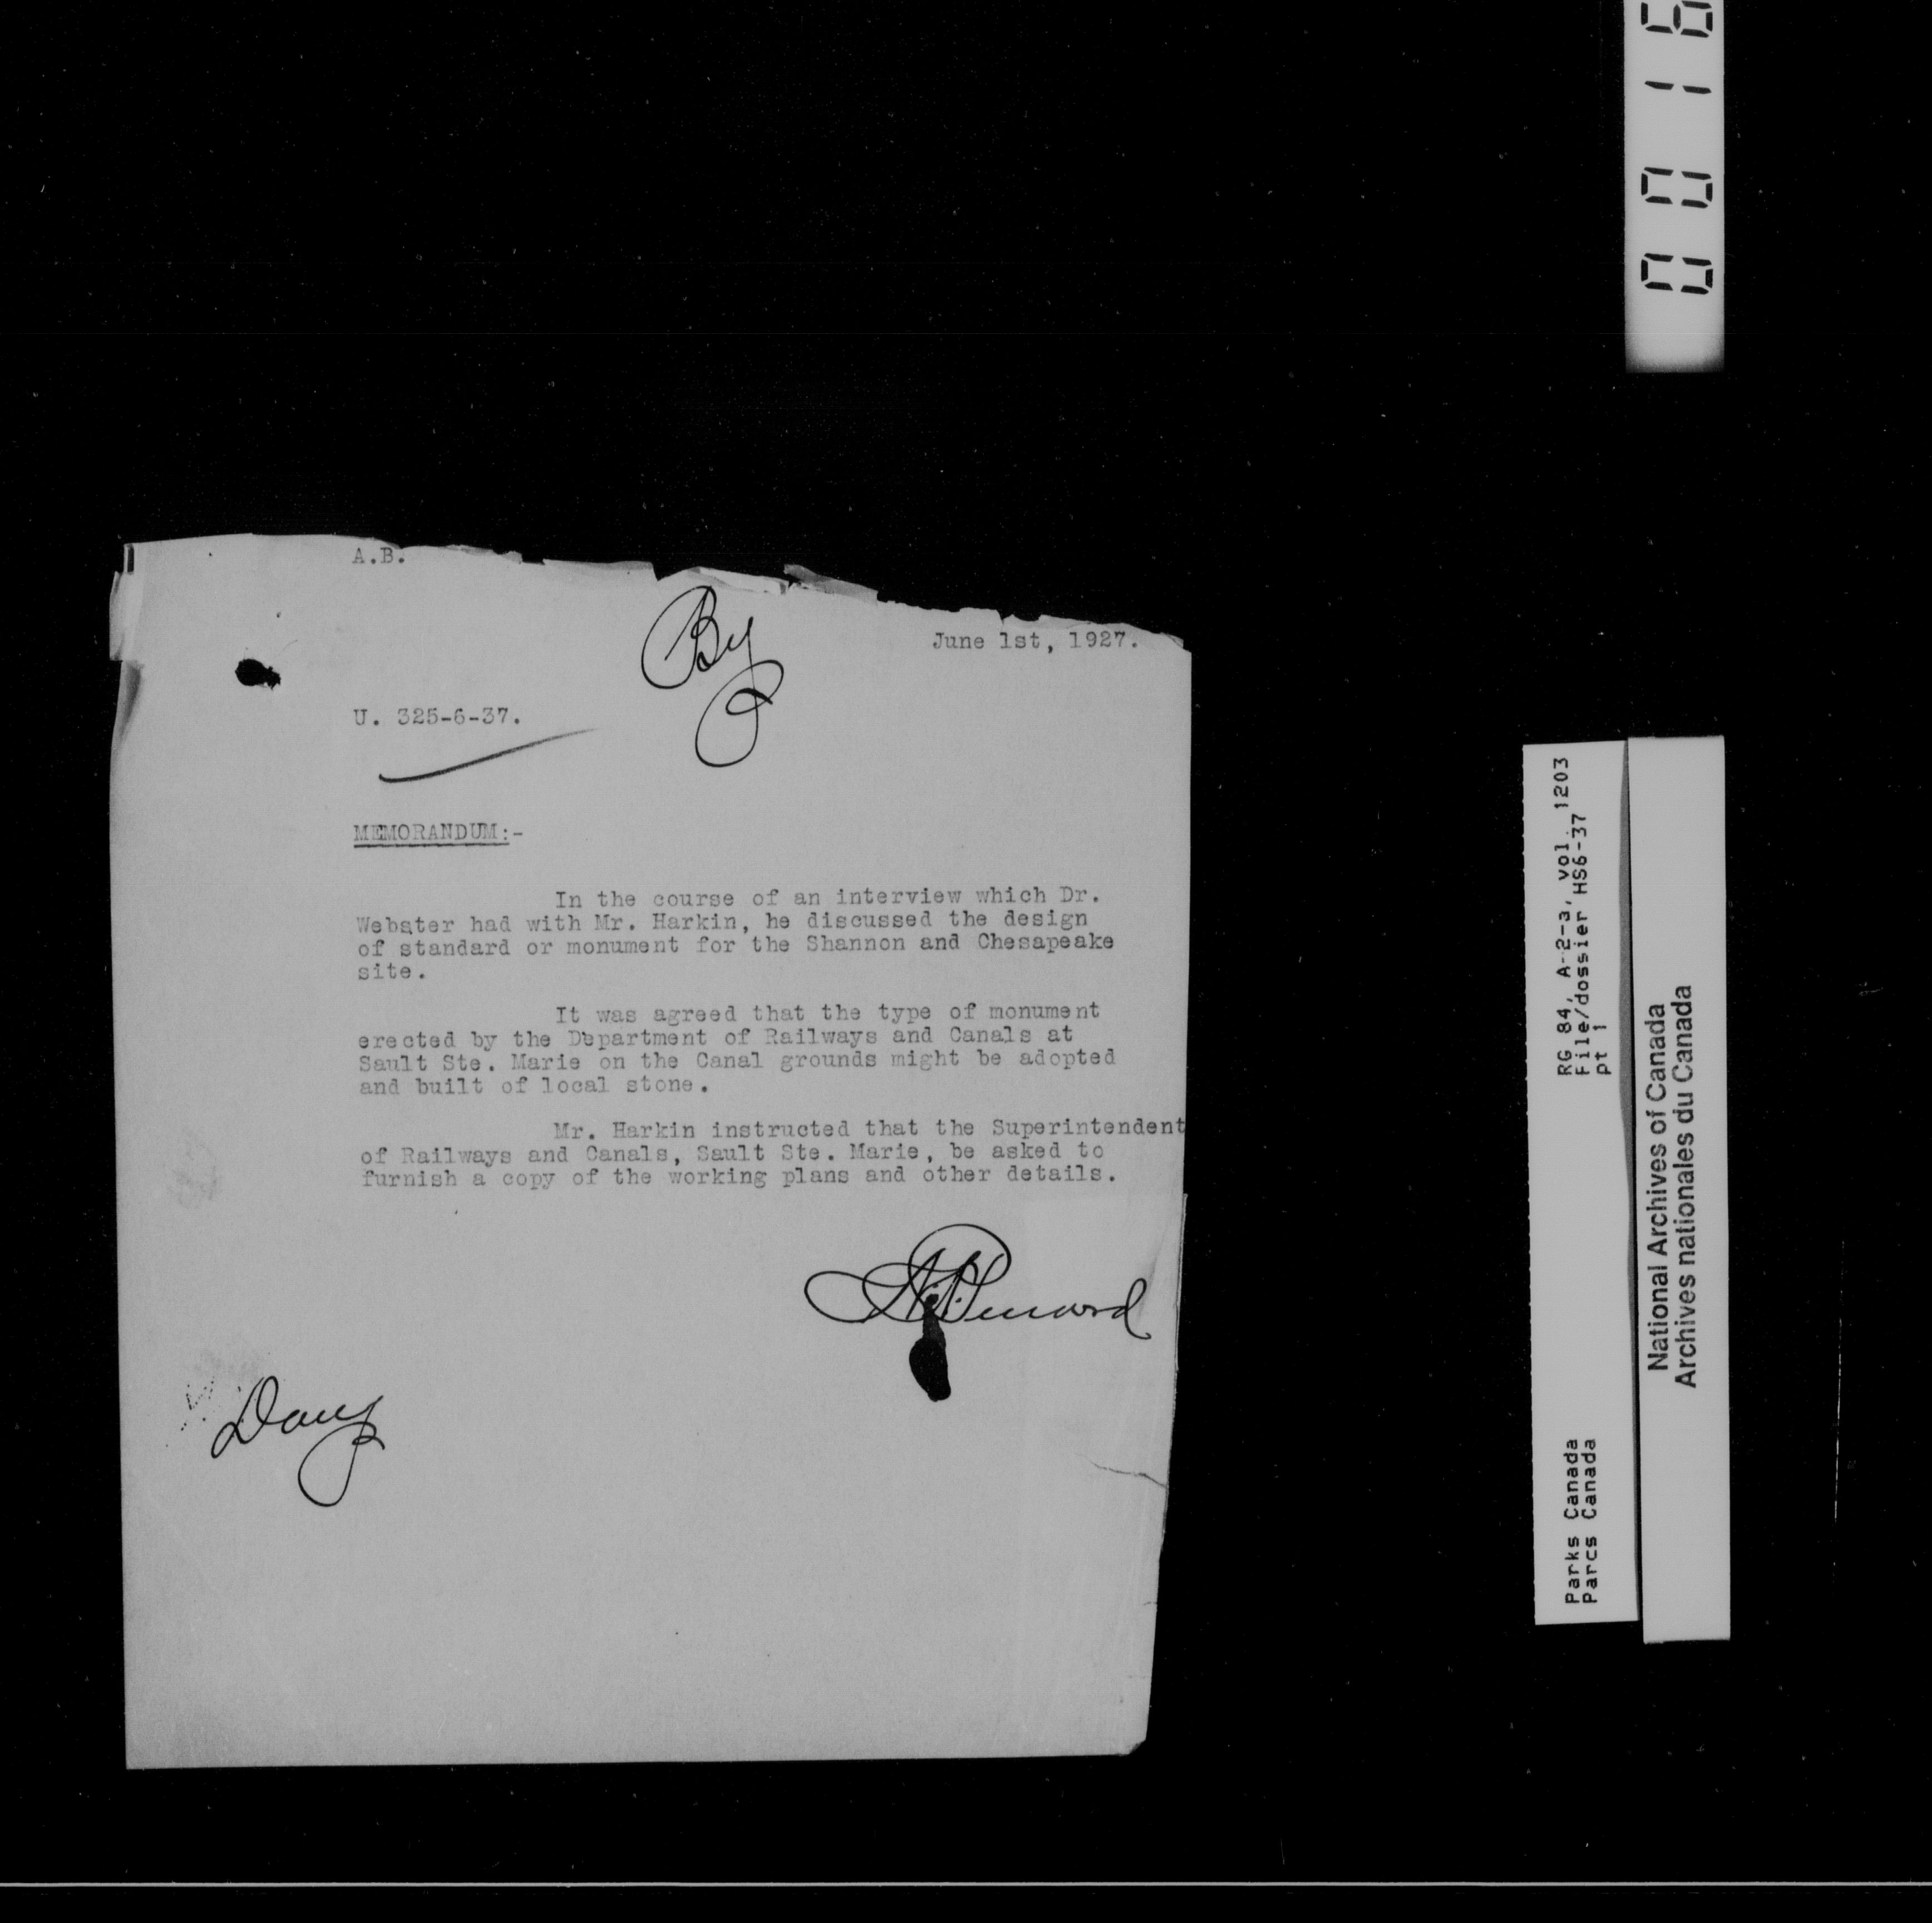 A.B.
By
June 1st, 1927.
U. 325-6-37.
MEMORANDUM:-
In the course of an interview which Dr.
Webster had with Mr. Harkin, he discussed the design
of standard or monument for the Shannon and Chesapeake
site.
It was agreed that the type of monument
erected by the Department of Railways and Canals at
Sault Ste. Marie on the Canal grounds might be adopted
and built of local stone.
Mr. Harkin instructed that the Superintendent
of Railways and Canals, Sault Ste. Marie, be asked to
furnish a copy of the working plans and other details.
RG 84, A-2-a, vol. 1203
File/dossier HS6-37
pt 1
Parks Canada
Parcs Canada
National Archives of Canada
Archives nationales du Canada